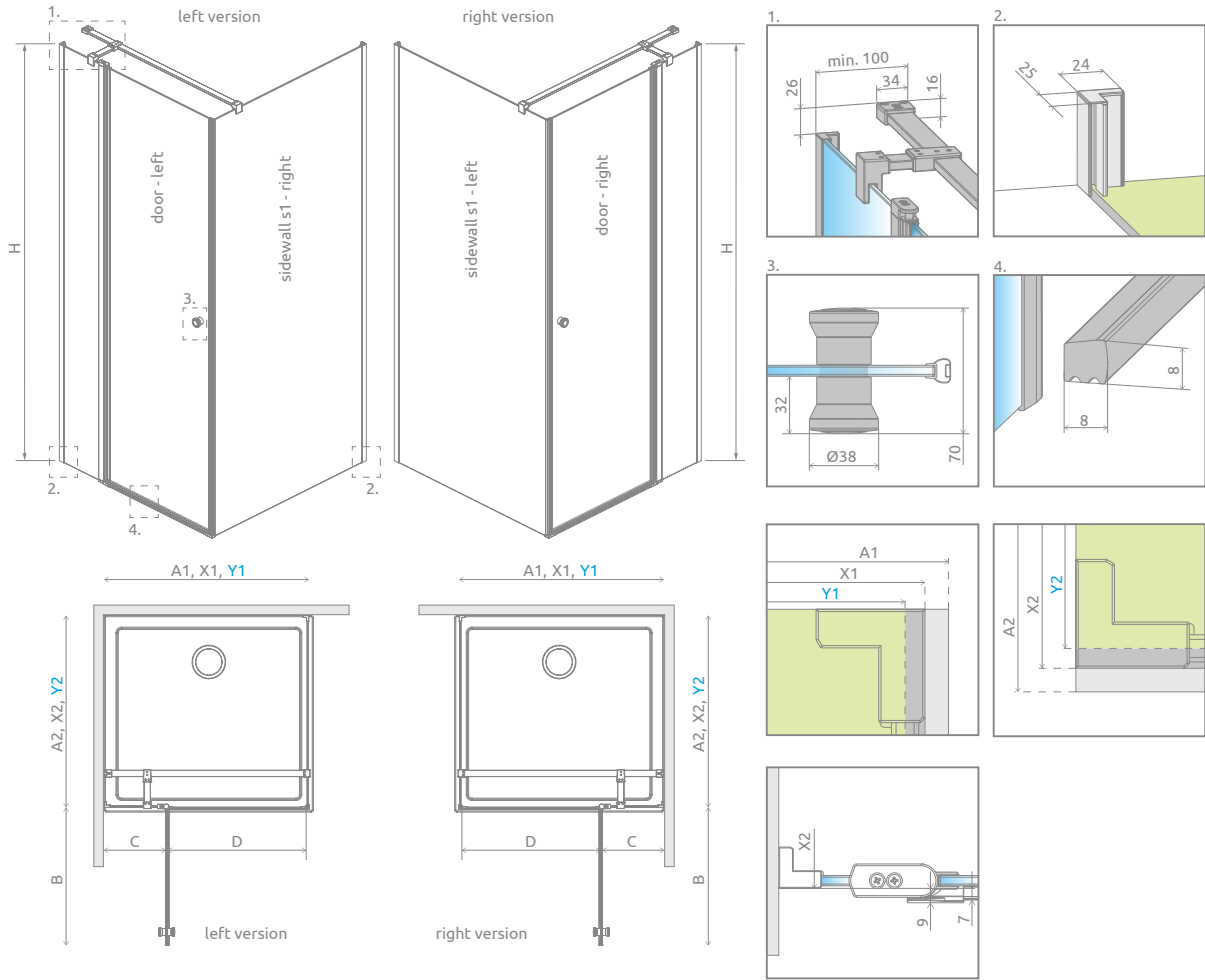 1.
left version
right version
H
door - left
sidewall s1 - right
sidewall s1 - left
door - right
H
3.
2.
4.
2.
1.
min. 100
34
16
26
2.
24
25
3.
32
Ø38
70
4.
8
8
A1, X1, Y1
A1, X1, Y1
A2, X2, Y2
A2, X2, Y2
C
D
D
C
B
B
left version
right version
A1
X1
Y1
A2
X2
Y2
X2
9
7